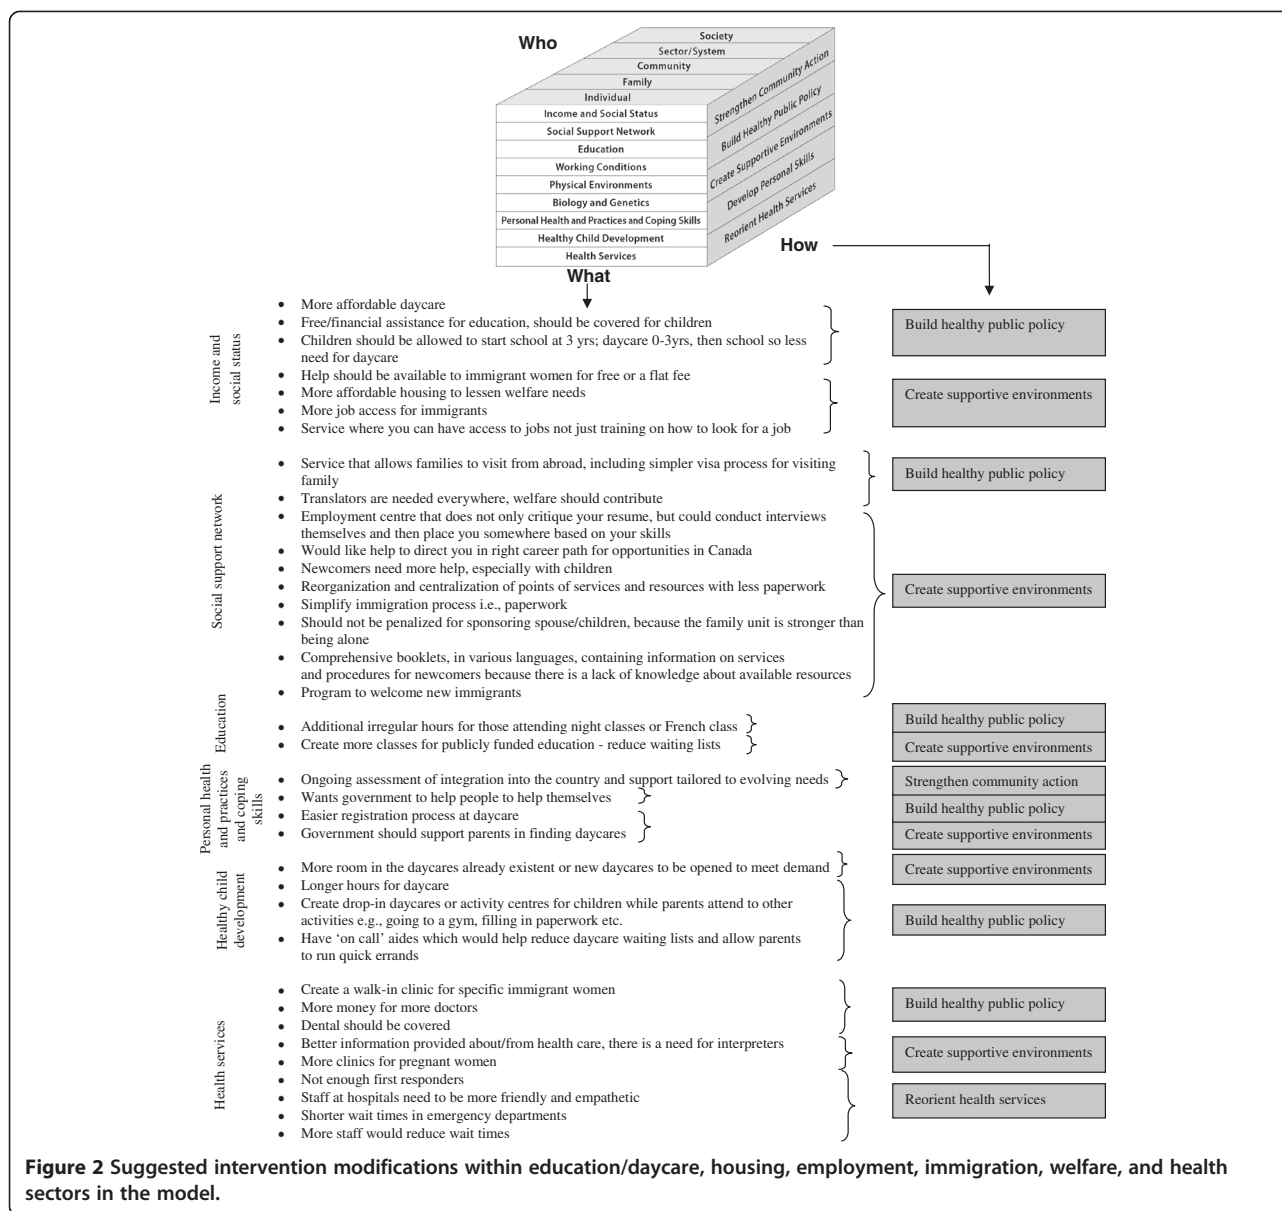 Who
Society
Sector/System
Community
Family
Individual
Income and Social Status
Social Support Network
Education
Working Conditions
Physical Environments
Biology and Genetics
Personal Health and Practices and Coping Skills
Healthy Child Development
Health Services
Strengthen Community Action
Build Healthy Public Policy
Create Supportive Environments
Develop Personal Skills
Reorient Health Services
How
What
Income and
social status
• More affordable daycare
• Free/financial assistance for education, should be covered for children
• Children should be allowed to start school at 3 yrs; daycare 0-3yrs, then school so less
need for daycare
Build healthy public policy
• Help should be available to immigrant women for free or a flat fee
• More affordable housing to lessen welfare needs
• More job access for immigrants
• Service where you can have access to jobs not just training on how to look for a job
Create supportive environments
Social support network
• Service that allows families to visit from abroad, including simpler visa process for visiting
family
• Translators are needed everywhere, welfare should contribute
Build healthy public policy
• Employment centre that does not only critique your resume, but could conduct interviews
themselves and then place you somewhere based on your skills
• Would like help to direct you in right career path for opportunities in Canada
• Newcomers need more help, especially with children
• Reorganization and centralization of points of services and resources with less paperwork
• Simplify immigration process i.e., paperwork
• Should not be penalized for sponsoring spouse/children, because the family unit is stronger than
being alone
• Comprehensive booklets, in various languages, containing information on services
and procedures for newcomers because there is a lack of knowledge about available resources
• Program to welcome new immigrants
Create supportive environments
Education
• Additional irregular hours for those attending night classes or French class
Build healthy public policy
• Create more classes for publicly funded education - reduce waiting lists
Create supportive environments
Personal health
and practices
and coping
skills
• Ongoing assessment of integration into the country and support tailored to evolving needs
Strengthen community action
• Wants government to help people to help themselves
Build healthy public policy
• Easier registration process at daycare
• Government should support parents in finding daycares
Create supportive environments
Healthy child
development
• More room in the daycares already existent or new daycares to be opened to meet demand
Create supportive environments
• Longer hours for daycare
• Create drop-in daycares or activity centres for children while parents attend to other
activities e.g., going to a gym, filling in paperwork etc.
• Have ‘on call’ aides which would help reduce daycare waiting lists and allow parents
to run quick errands
Build healthy public policy
Health services
• Create a walk-in clinic for specific immigrant women
• More money for more doctors
• Dental should be covered
Build healthy public policy
• Better information provided about/from health care, there is a need for interpreters
• More clinics for pregnant women
Create supportive environments
• Not enough first responders
• Staff at hospitals need to be more friendly and empathetic
• Shorter wait times in emergency departments
• More staff would reduce wait times
Reorient health services
Figure 2 Suggested intervention modifications within education/daycare, housing, employment, immigration, welfare, and health
sectors in the model.